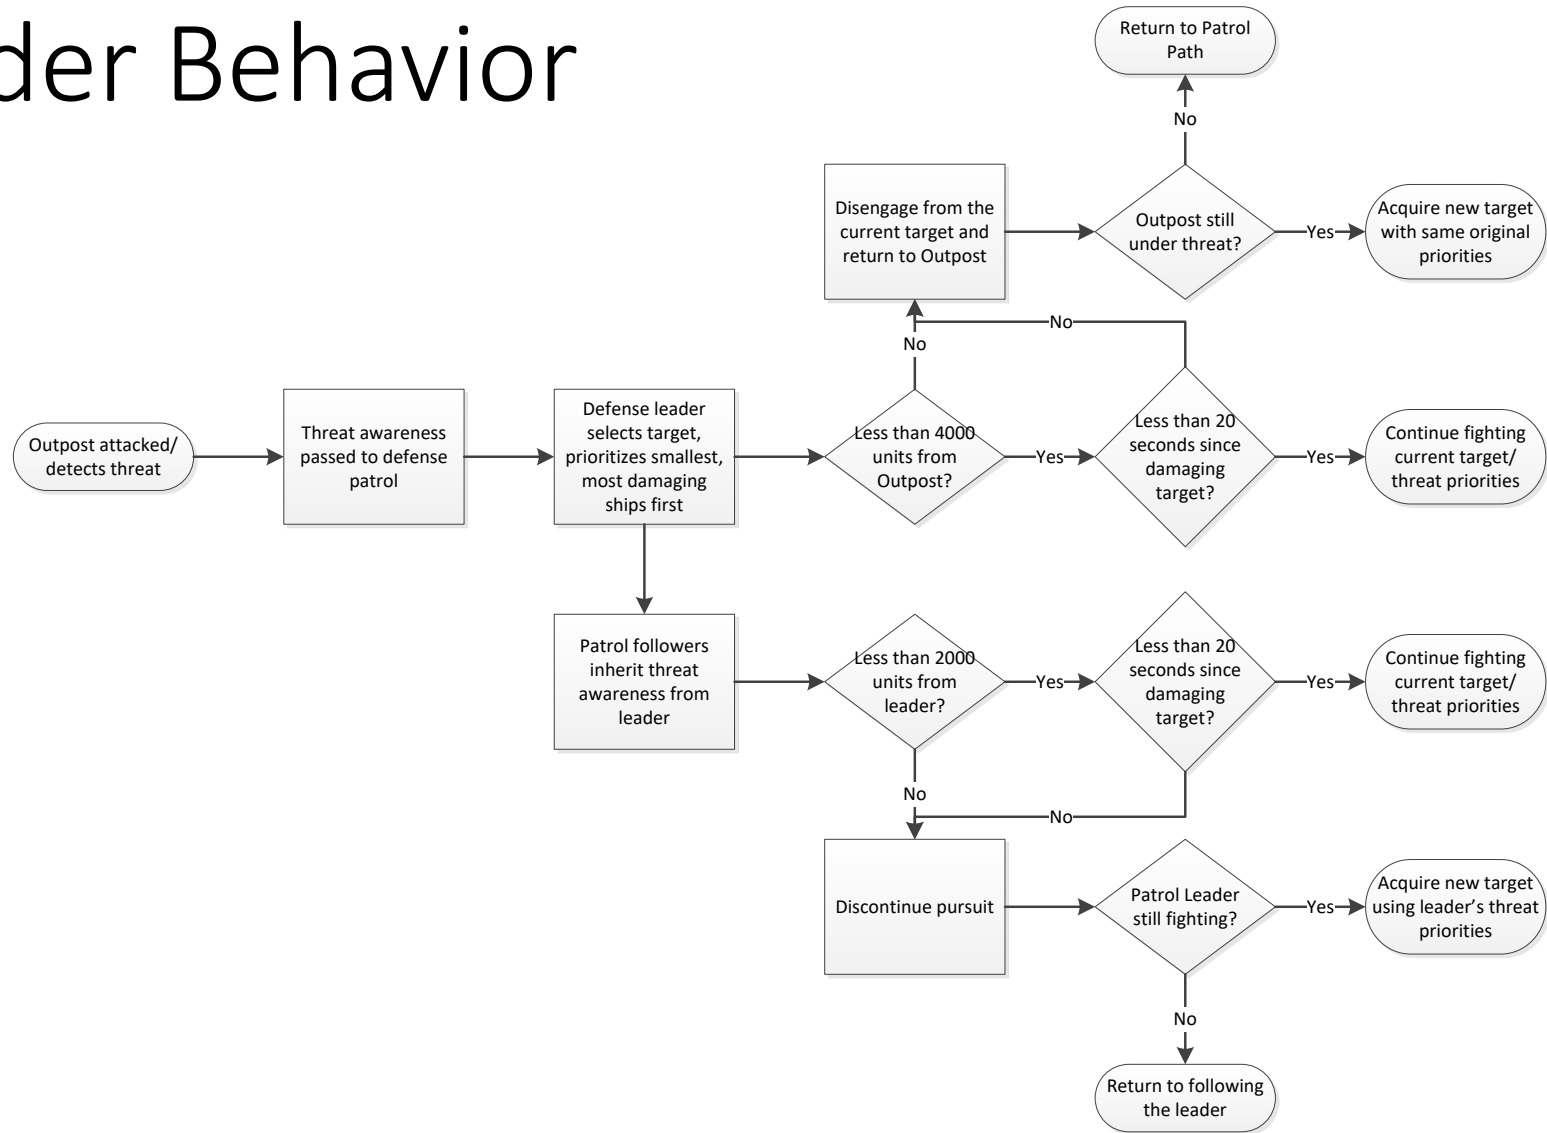 der Behavior
Return to Patrol
Path
No
Disengage from the
current target and
return to Outpost
Outpost still
under threat?
Yes
Acquire new target
with same original
priorities
No
No
Outpost attacked/
detects threat
Threat awareness
passed to defense
patrol
Defense leader
selects target,
prioritizes smallest,
most damaging
ships first
Less than 4000
units from
Outpost?
Yes
Less than 20
seconds since
damaging
target?
Yes
Continue fighting
current target/
threat priorities
Patrol followers
inherit threat
awareness from
leader
Less than 2000
units from
leader?
Yes
Less than 20
seconds since
damaging
target?
Yes
Continue fighting
current target/
threat priorities
No
No
Discontinue pursuit
Patrol Leader
still fighting?
Yes
Acquire new target
using leader’s threat
priorities
No
Return to following
the leader